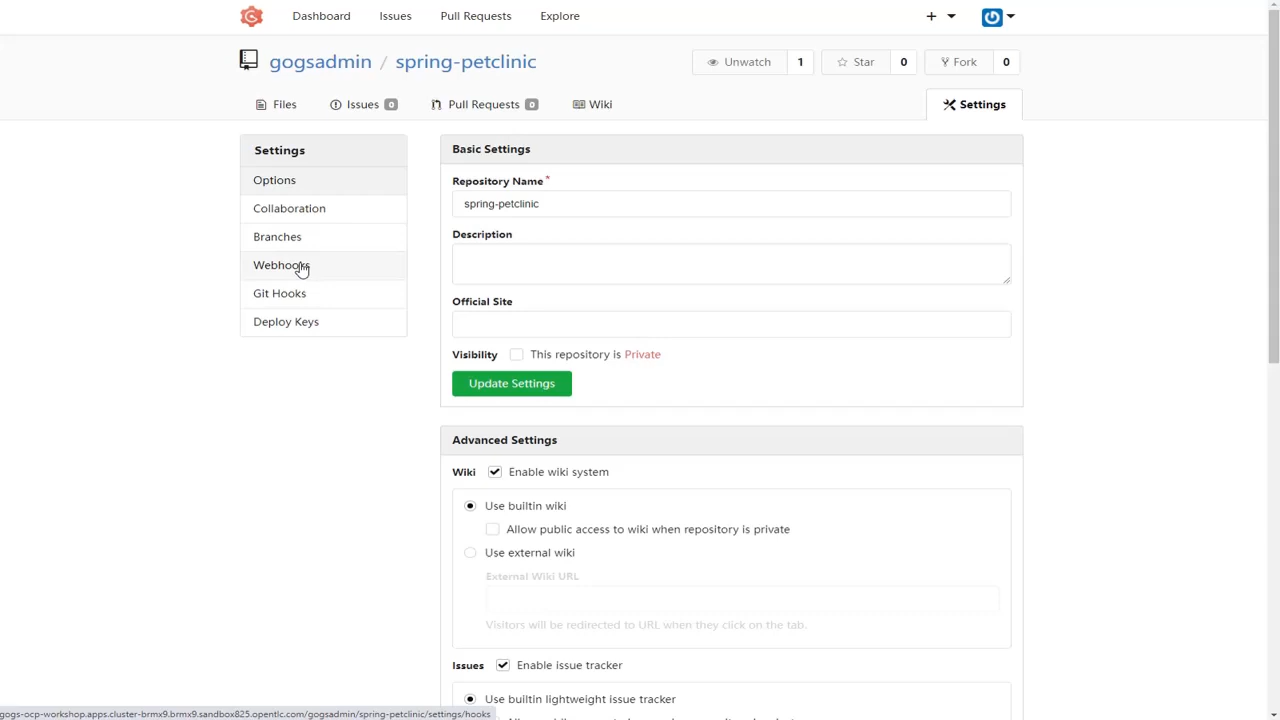 Dashboard Issues Pull Requests Explore
gogsadmin / spring-petclinic
Unwatch 1 Star 0 Fork 0
Files Issues 0 Pull Requests 0 Wiki Settings
Settings
Options
Collaboration
Branches
Webhooks
Git Hooks
Deploy Keys
Basic Settings
Repository Name*
spring-petclinic
Description
Official Site
Visibility This repository is Private
Update Settings
Advanced Settings
Wiki Enable wiki system
Use builtin wiki
Allow public access to wiki when repository is private
Use external wiki
External Wiki URL
Visitors will be redirected to URL when they click on the tab.
Issues Enable issue tracker
Use builtin lightweight issue tracker
gogs-ocp-workshop.apps.cluster-brmx9.brmx9.sandbox825.opentlc.com/gogsadmin/spring-petclinic/settings/hooks